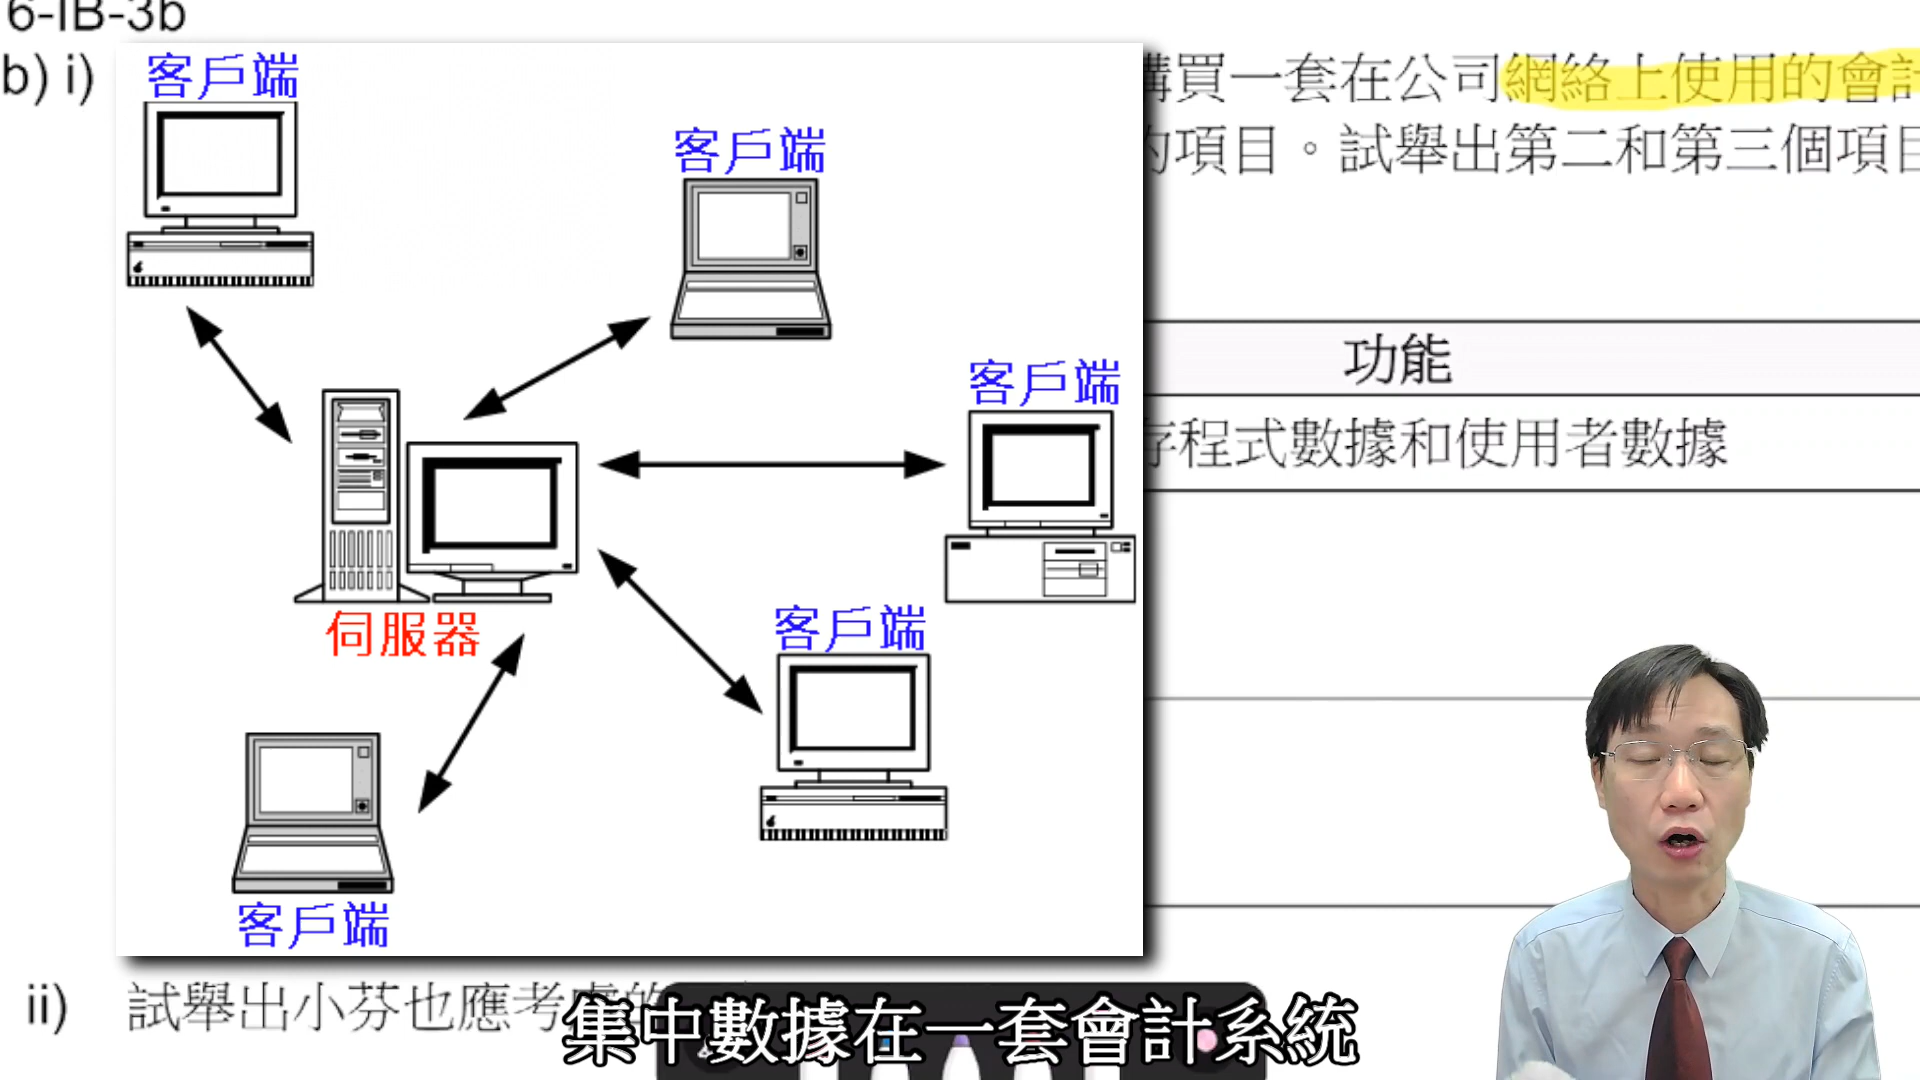 6-IB-3b
b) i)
購買一套在公司網絡上使用的會計
的項目。試舉出第二和第三個項目
功能
存程式數據和使用者數據
客戶端
客戶端
客戶端
伺服器
客戶端
客戶端
ii) 試舉出小芬也應考慮的
集中數據在一套會計系統